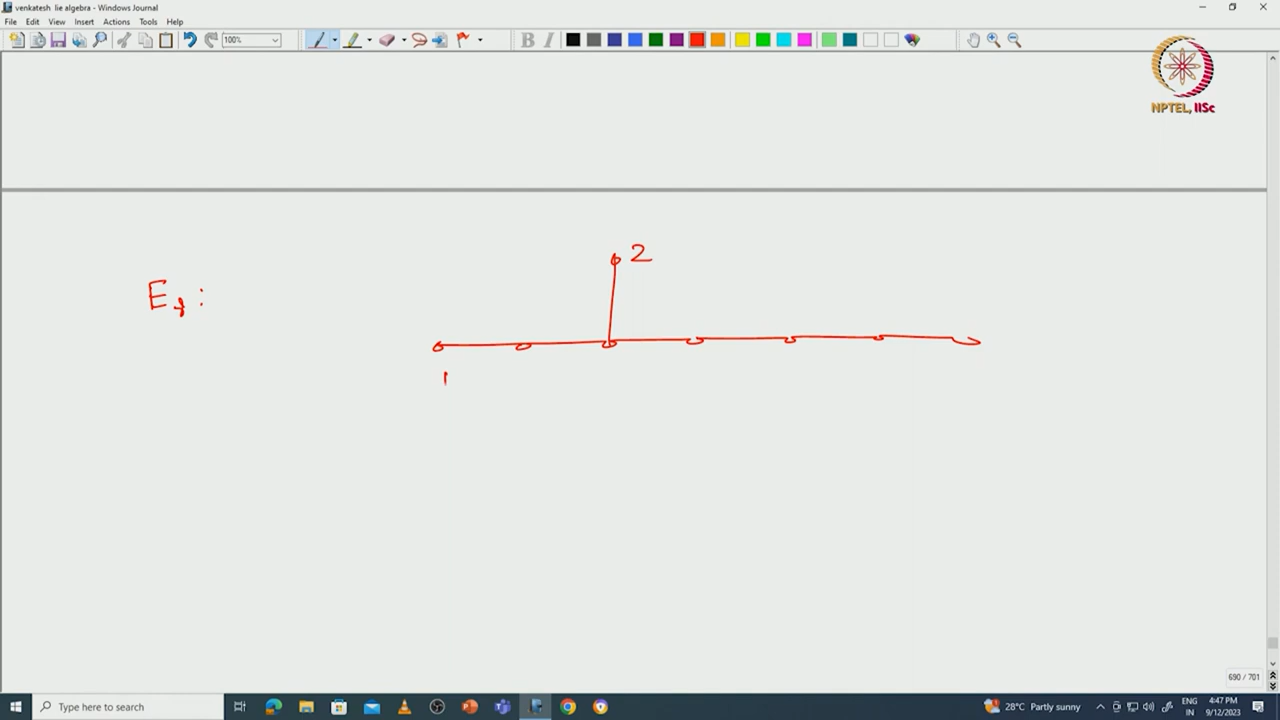 venkatesh lie algebra - Windows Journal
File Edit View Insert Actions Tools Help
100%
B I
NPTEL, IISc
2
E8 :
1
690 / 701
Type here to search
28°C Partly sunny
ENG
IN
4:47 PM
9/12/2023